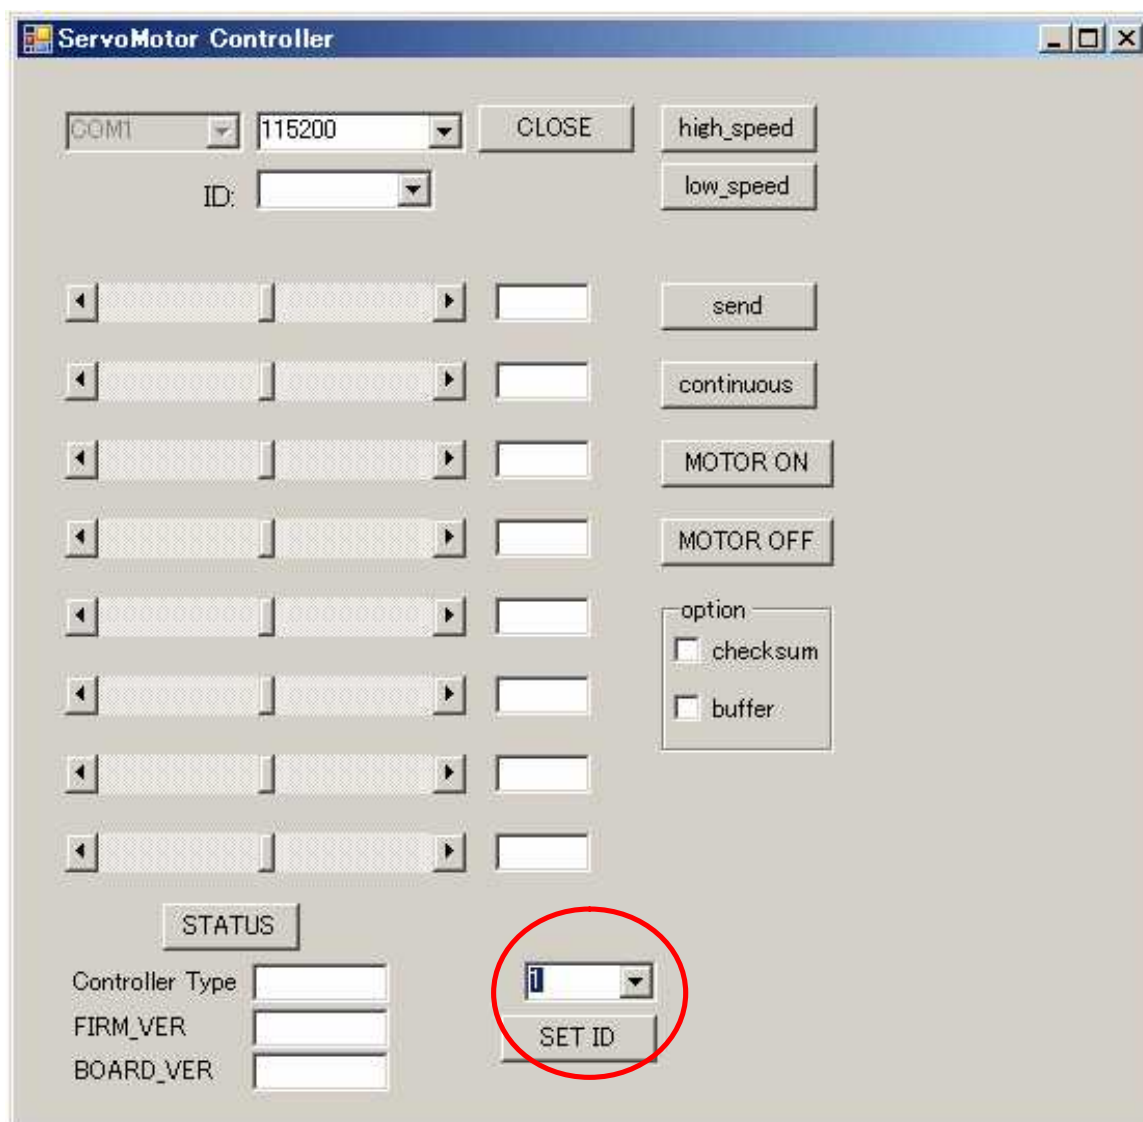 ServoMotor Controller
COM1 115200 CLOSE high_speed
ID: low_speed
send
continuous
MOTOR ON
MOTOR OFF
option
checksum
buffer
STATUS
Controller Type 1
FIRM_VER SET ID
BOARD_VER